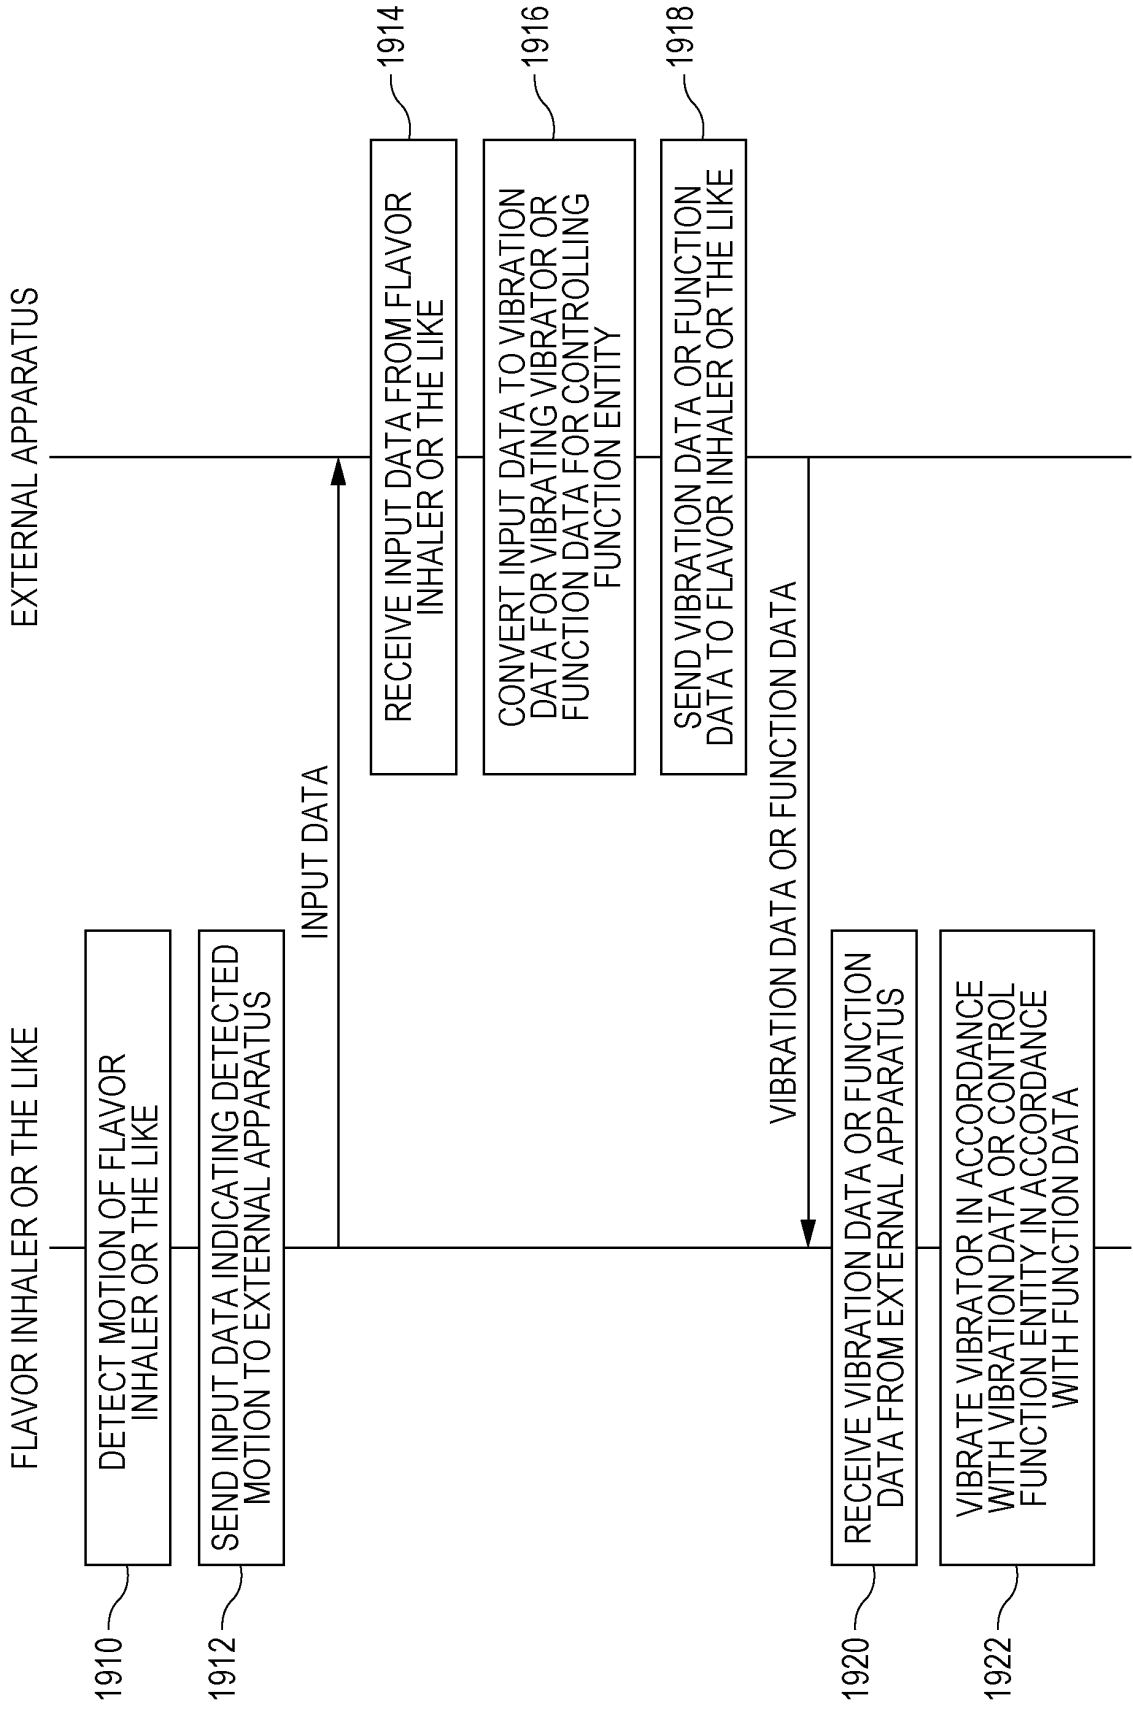 FLAVOR INHALER OR THE LIKE
EXTERNAL APPARATUS
1910
DETECT MOTION OF FLAVOR
INHALER OR THE LIKE
1912
SEND INPUT DATA INDICATING DETECTED
MOTION TO EXTERNAL APPARATUS
INPUT DATA
1914
RECEIVE INPUT DATA FROM FLAVOR
INHALER OR THE LIKE
1916
CONVERT INPUT DATA TO VIBRATION
DATA FOR VIBRATING VIBRATOR OR
FUNCTION DATA FOR CONTROLLING
FUNCTION ENTITY
1918
SEND VIBRATION DATA OR FUNCTION
DATA TO FLAVOR INHALER OR THE LIKE
VIBRATION DATA OR FUNCTION DATA
1920
RECEIVE VIBRATION DATA OR FUNCTION
DATA FROM EXTERNAL APPARATUS
1922
VIBRATE VIBRATOR IN ACCORDANCE
WITH VIBRATION DATA OR CONTROL
FUNCTION ENTITY IN ACCORDANCE
WITH FUNCTION DATA